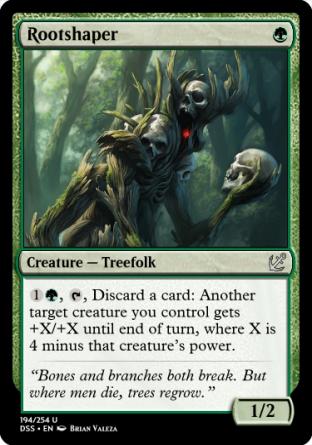 Rootshaper
Creature — Treefolk
1, , Discard a card: Another
target creature you control gets
+X/+X until end of turn, where X is
4 minus that creature's power.
“Bones and branches both break. But
where men die, trees regrow.”
194/254 U
DSS • EN BRIAN VALEZA
1/2